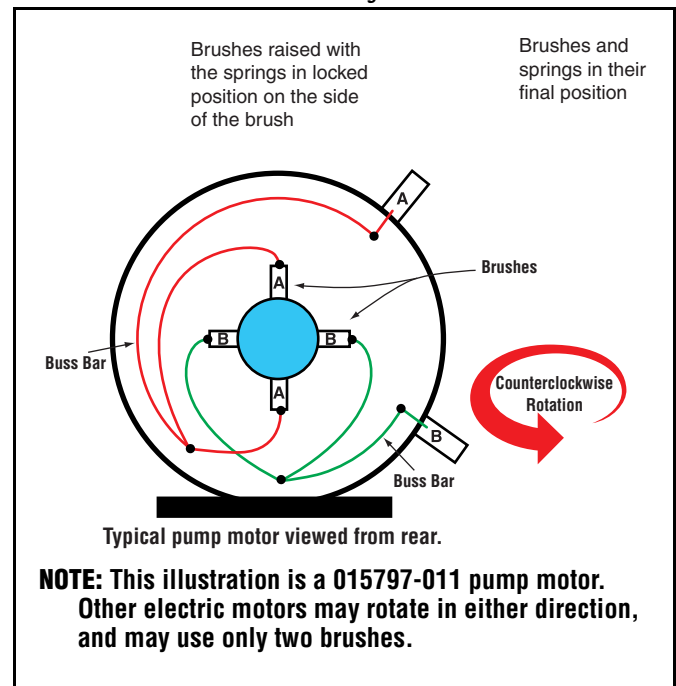 Brushes raised with
the springs in locked
position on the side
of the brush
Brushes and
springs in their
final position
A
Brushes
A
B
B
Buss Bar
A
Counterclockwise
Rotation
B
Buss Bar
Typical pump motor viewed from rear.
NOTE: This illustration is a 015797-011 pump motor.
Other electric motors may rotate in either direction,
and may use only two brushes.